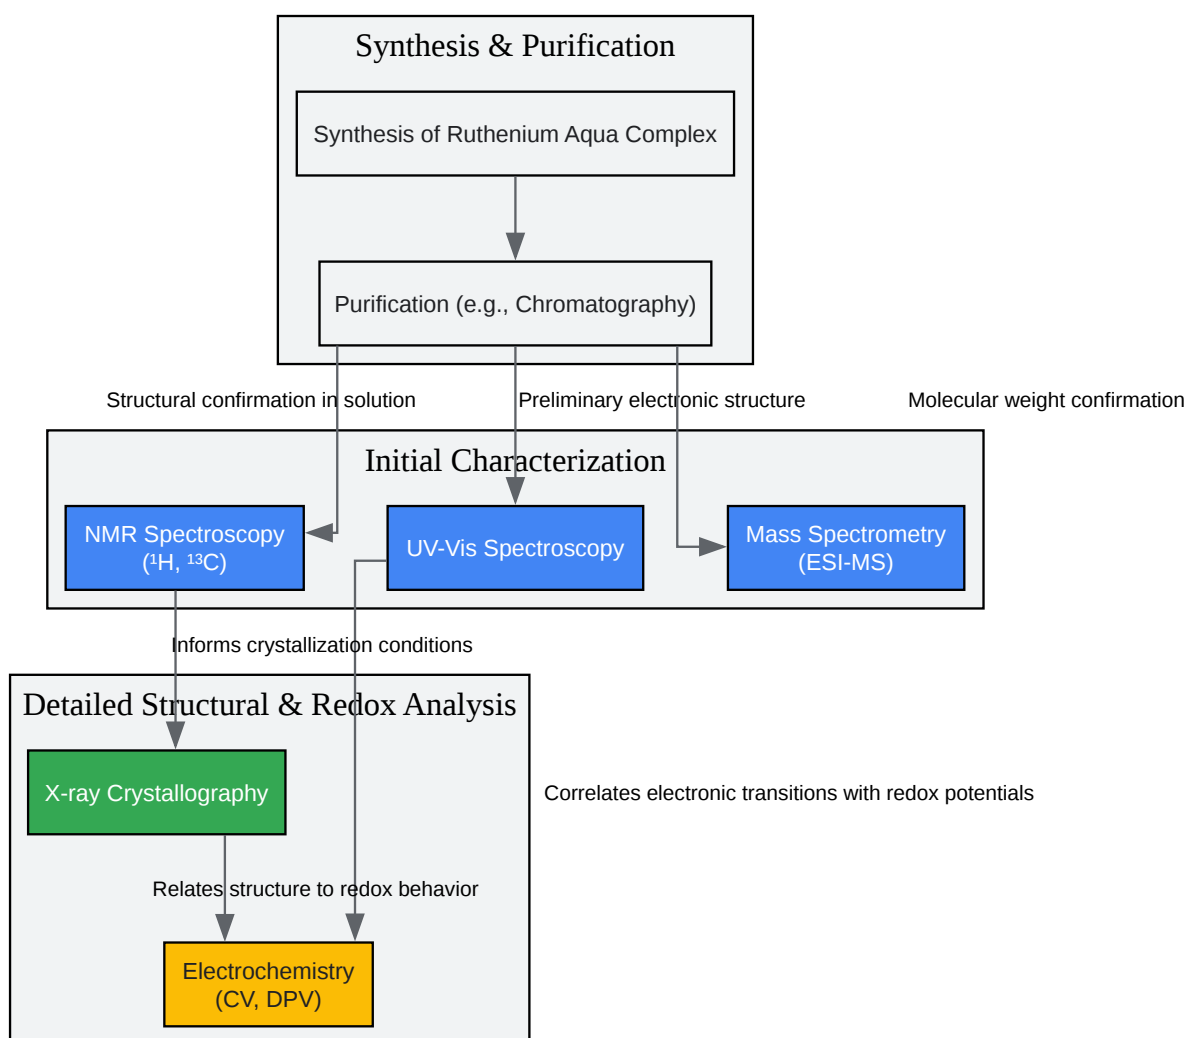 Synthesis & Purification
Synthesis of Ruthenium Aqua Complex
Purification (e.g., Chromatography)
Structural confirmation in solution
Preliminary electronic structure
Molecular weight confirmation
Initial Characterization
NMR Spectroscopy
(¹H, ¹³C)
UV-Vis Spectroscopy
Mass Spectrometry
(ESI-MS)
Informs crystallization conditions
Detailed Structural & Redox Analysis
X-ray Crystallography
Correlates electronic transitions with redox potentials
Relates structure to redox behavior
Electrochemistry
(CV, DPV)